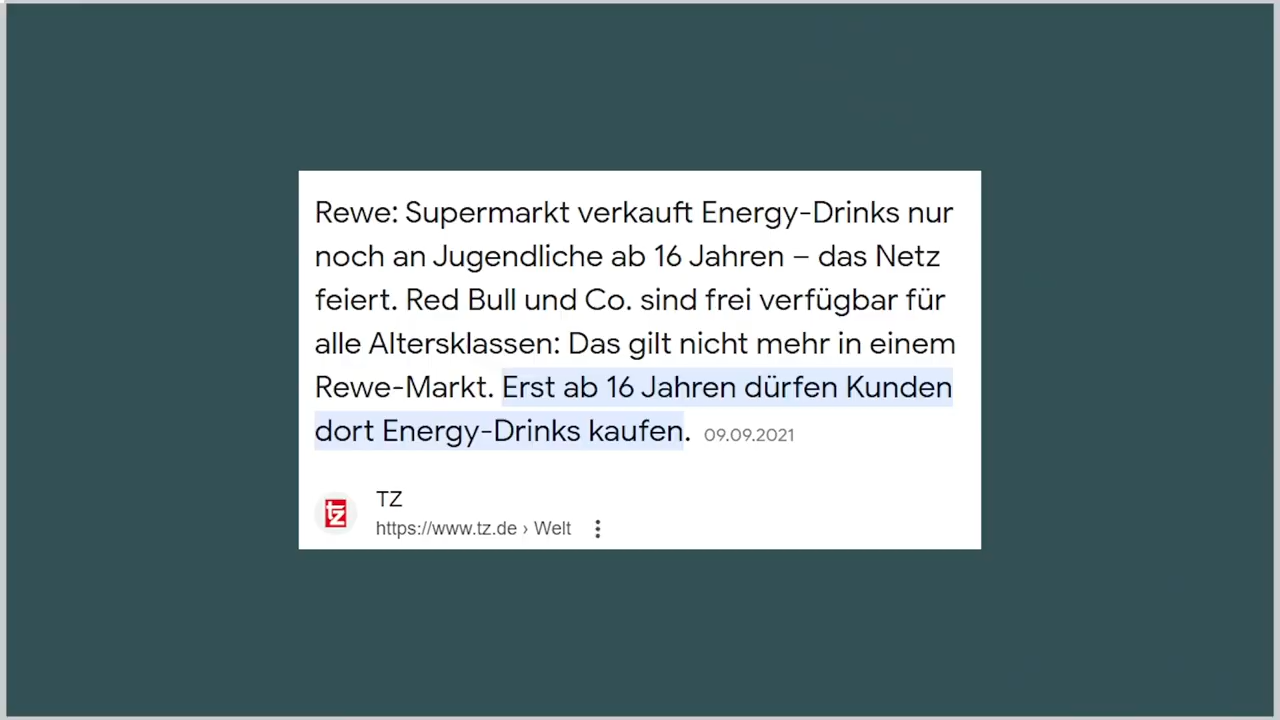 Rewe: Supermarkt verkauft Energy-Drinks nur
noch an Jugendliche ab 16 Jahren – das Netz
feiert. Red Bull und Co. sind frei verfügbar für
alle Altersklassen: Das gilt nicht mehr in einem
Rewe-Markt. Erst ab 16 Jahren dürfen Kunden
dort Energy-Drinks kaufen. 09.09.2021
tz
TZ
https://www.tz.de › Welt